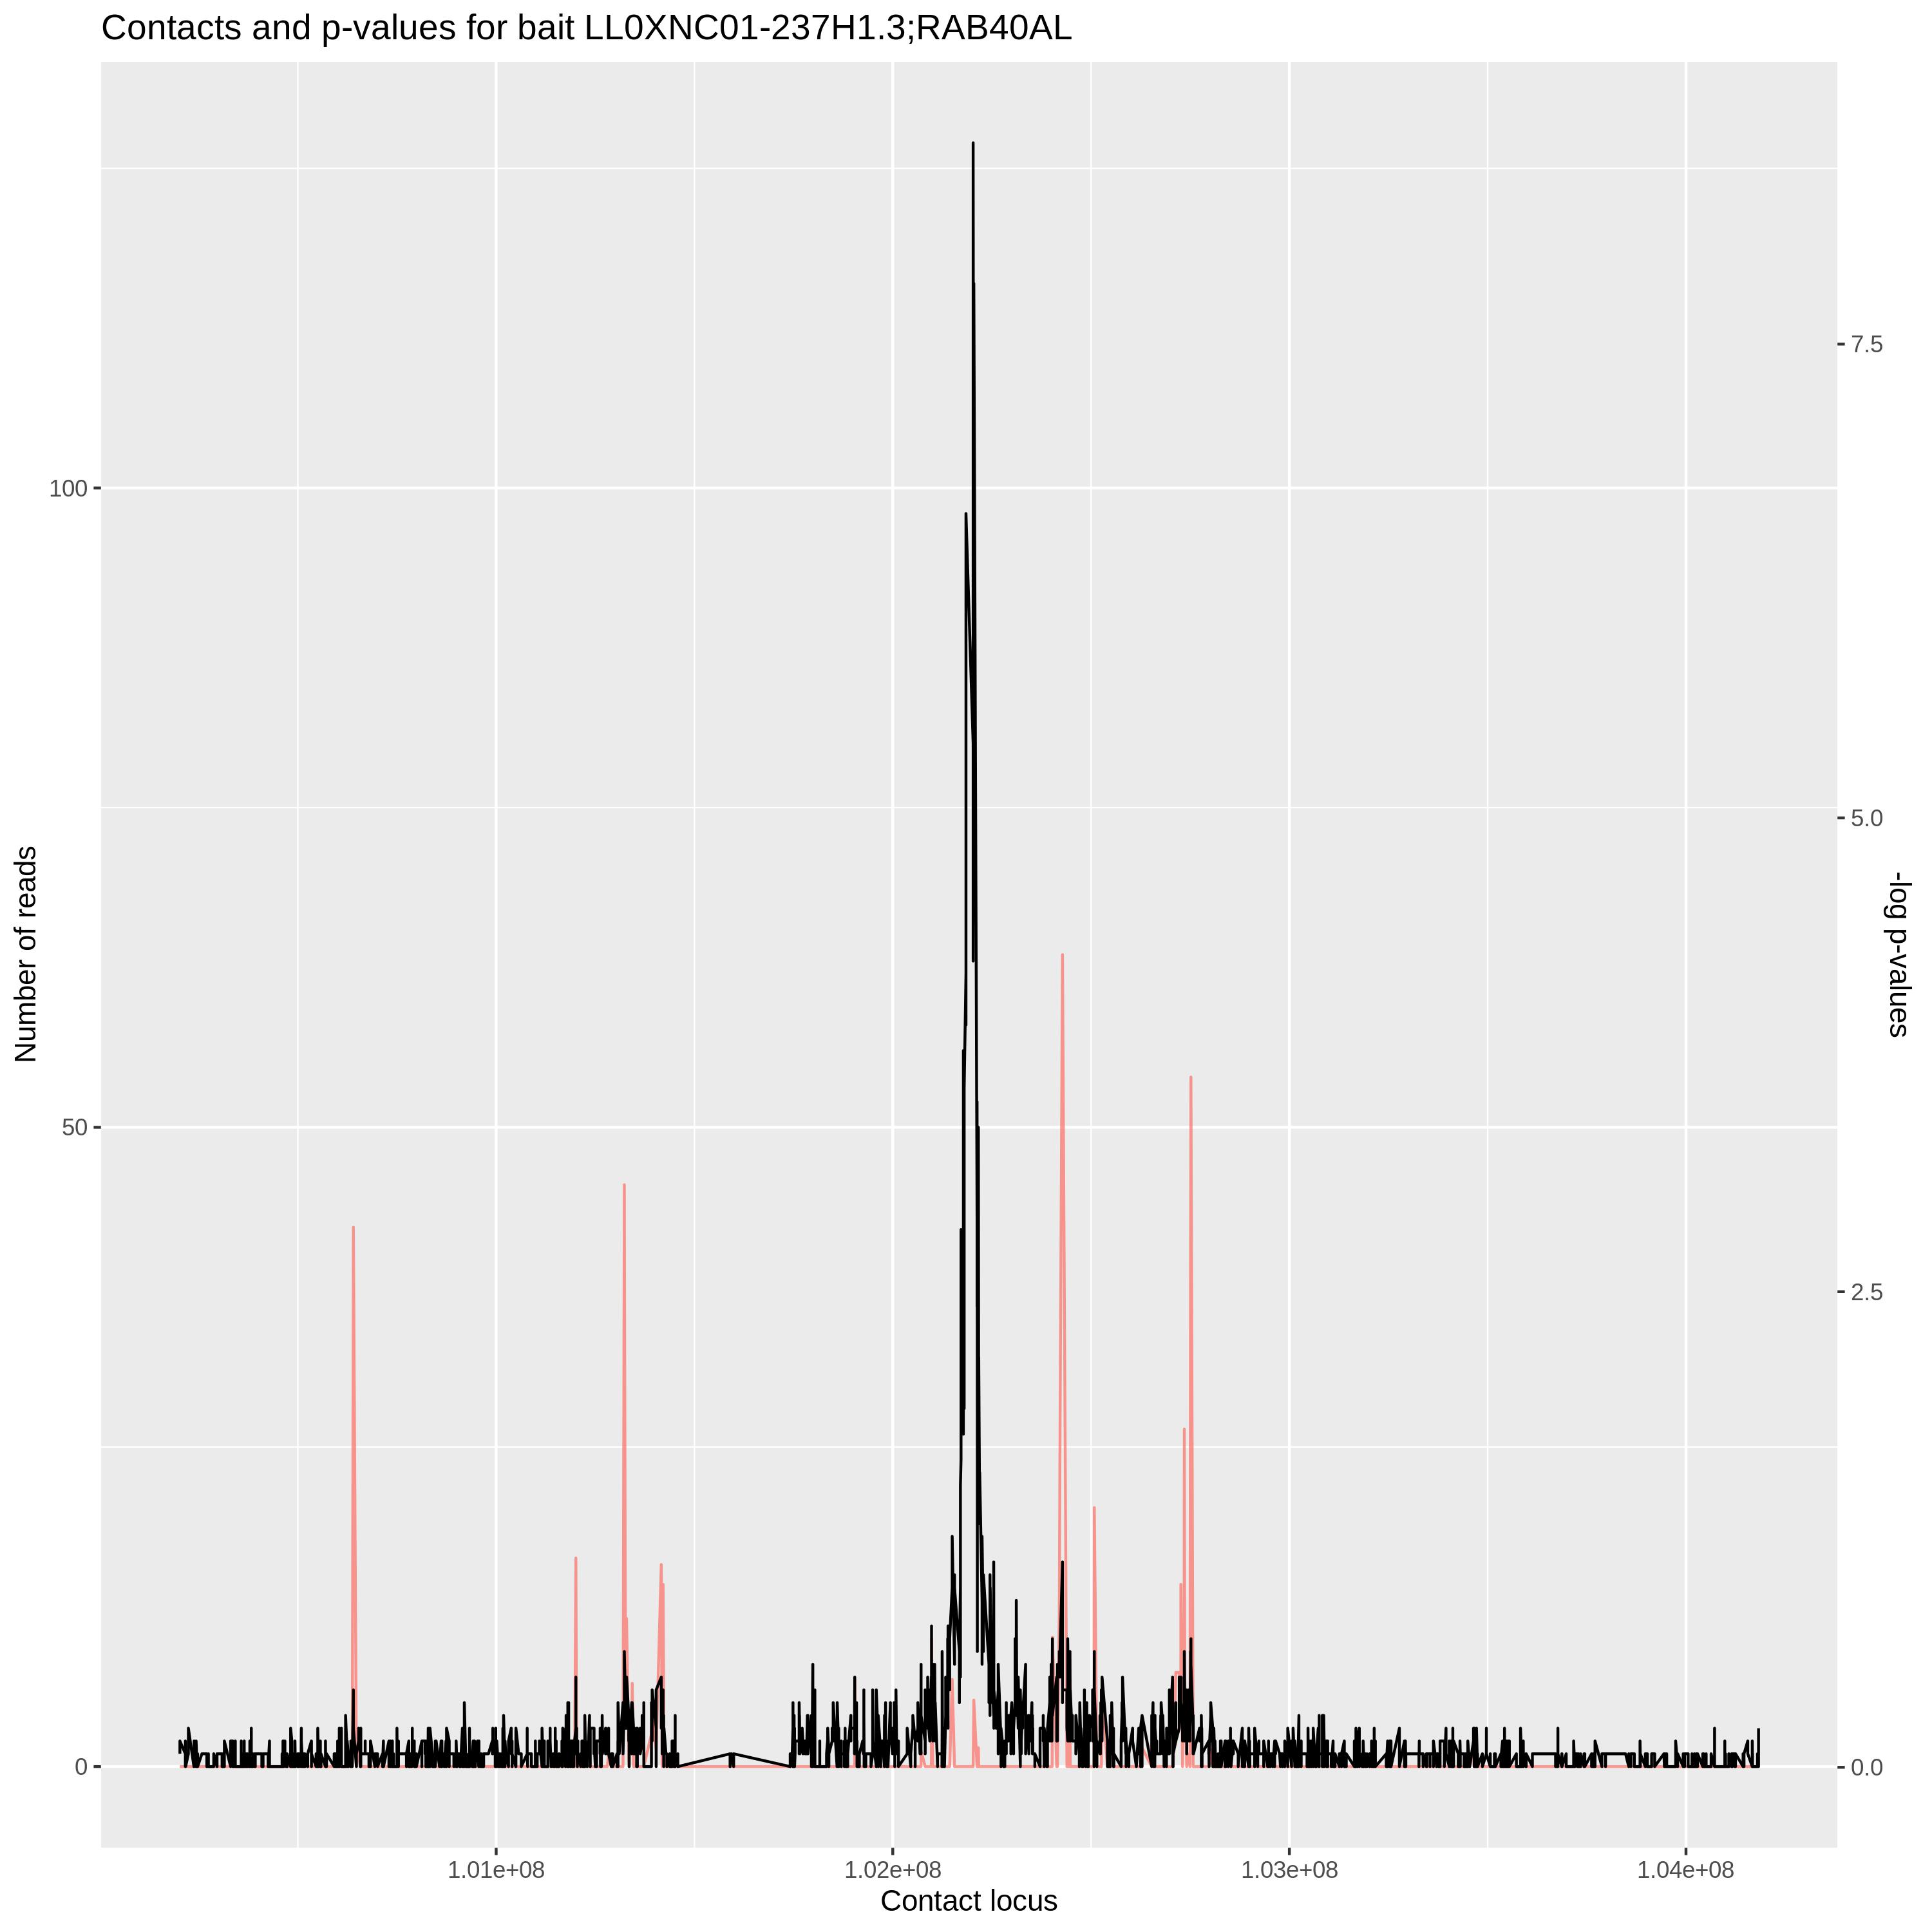 Contacts and p-values for bait LL0XNC01-237H1.3;RAB40AL
Number of reads
100
50
0
7.5
5.0
2.5
0.0
-log p-values
1.01e+08
1.02e+08
1.03e+08
1.04e+08
Contact locus